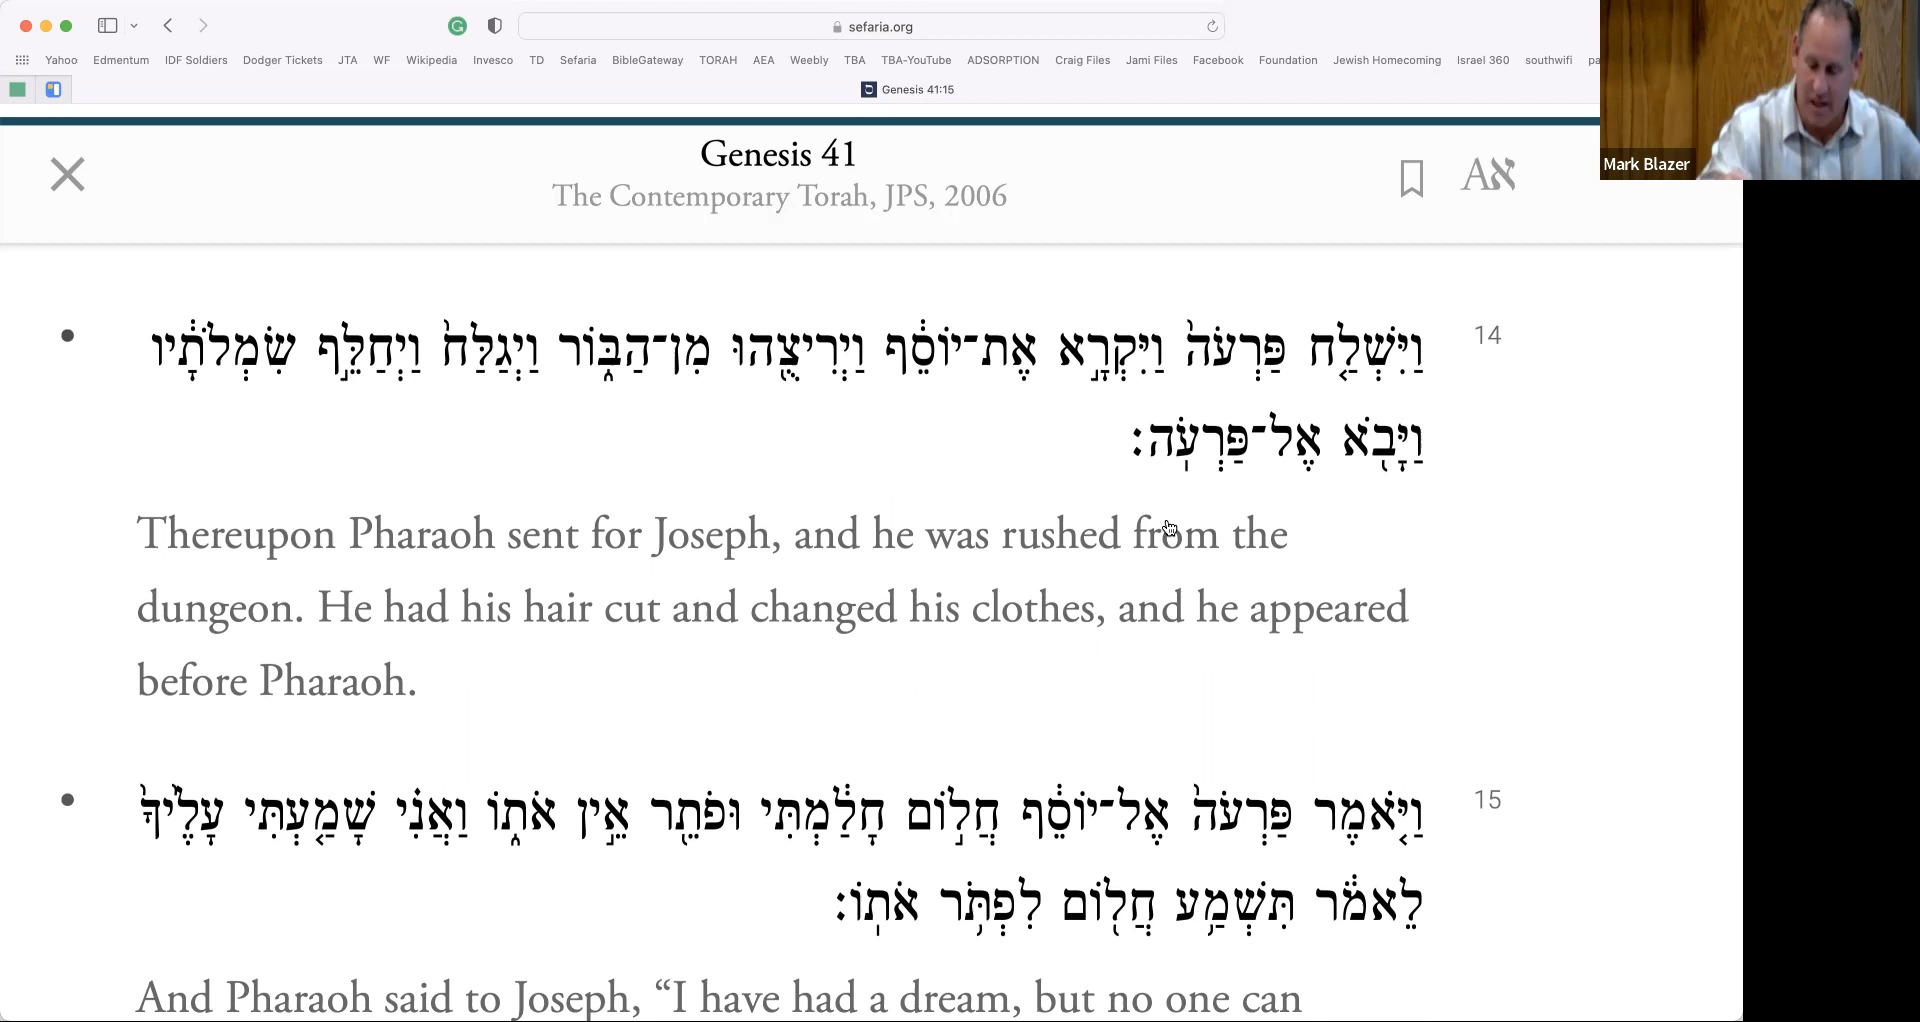 sefaria.org
Yahoo Edmentum IDF Soldiers Dodger Tickets JTA WF Wikipedia Invesco TD Sefaria BibleGateway TORAH AEA Weebly TBA TBA-YouTube ADSORPTION Craig Files Jami Files Facebook Foundation Jewish Homecoming Israel 360 southwifi pa
Genesis 41:15
Mark Blazer
Genesis 41
The Contemporary Torah, JPS, 2006
14
וַיִּשְׁלַ֤ח פַּרְעֹה֙ וַיִּקְרָ֣א אֶת־יוֹסֵ֔ף וַיְרִיצֻ֖הוּ מִן־הַבּ֑וֹר וַיְגַלַּח֙ וַיְחַלֵּ֣ף שִׂמְלֹתָ֔יו
וַיָּבֹ֖א אֶל־פַּרְעֹֽה׃
Thereupon Pharaoh sent for Joseph, and he was rushed from the
dungeon. He had his hair cut and changed his clothes, and he appeared
before Pharaoh.
15
וַיֹּ֤אמֶר פַּרְעֹה֙ אֶל־יוֹסֵ֔ף חֲל֣וֹם חָלַ֔מְתִּי וּפֹתֵ֖ר אֵ֣ין אֹת֑וֹ וַאֲנִ֗י שָׁמַ֤עְתִּי עָלֶ֙יךָ֙
לֵאמֹ֔ר תִּשְׁמַ֥ע חֲל֖וֹם לִפְתֹּ֥ר אֹתֽוֹ׃
And Pharaoh said to Joseph, “I have had a dream, but no one can